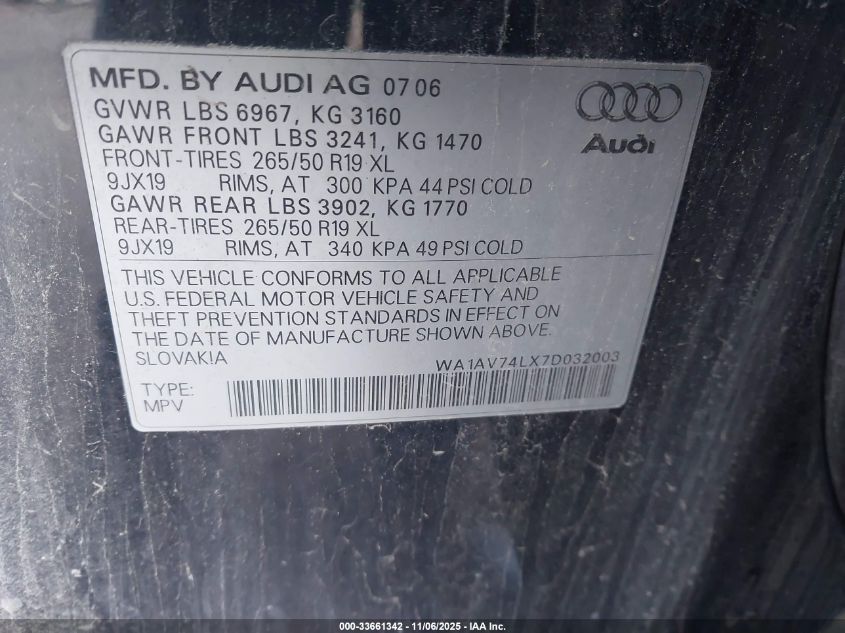 MFD. BY AUDI AG 07 06
GVWR LBS 6967, KG 3160
GAWR FRONT LBS 3241, KG 1470
FRONT-TIRES 265/50 R19 XL
9JX19 RIMS, AT 300 KPA 44 PSI COLD
GAWR REAR LBS 3902, KG 1770
REAR-TIRES 265/50 R19 XL
9JX19 RIMS, AT 340 KPA 49 PSI COLD
Audi
THIS VEHICLE CONFORMS TO ALL APPLICABLE
U.S. FEDERAL MOTOR VEHICLE SAFETY AND
THEFT PREVENTION STANDARDS IN EFFECT ON
THE DATE OF MANUFACTURE SHOWN ABOVE.
SLOVAKIA WA1AV74LX7D032003
TYPE:
MPV
000-33661342 - 11/06/2025 - IAA Inc.